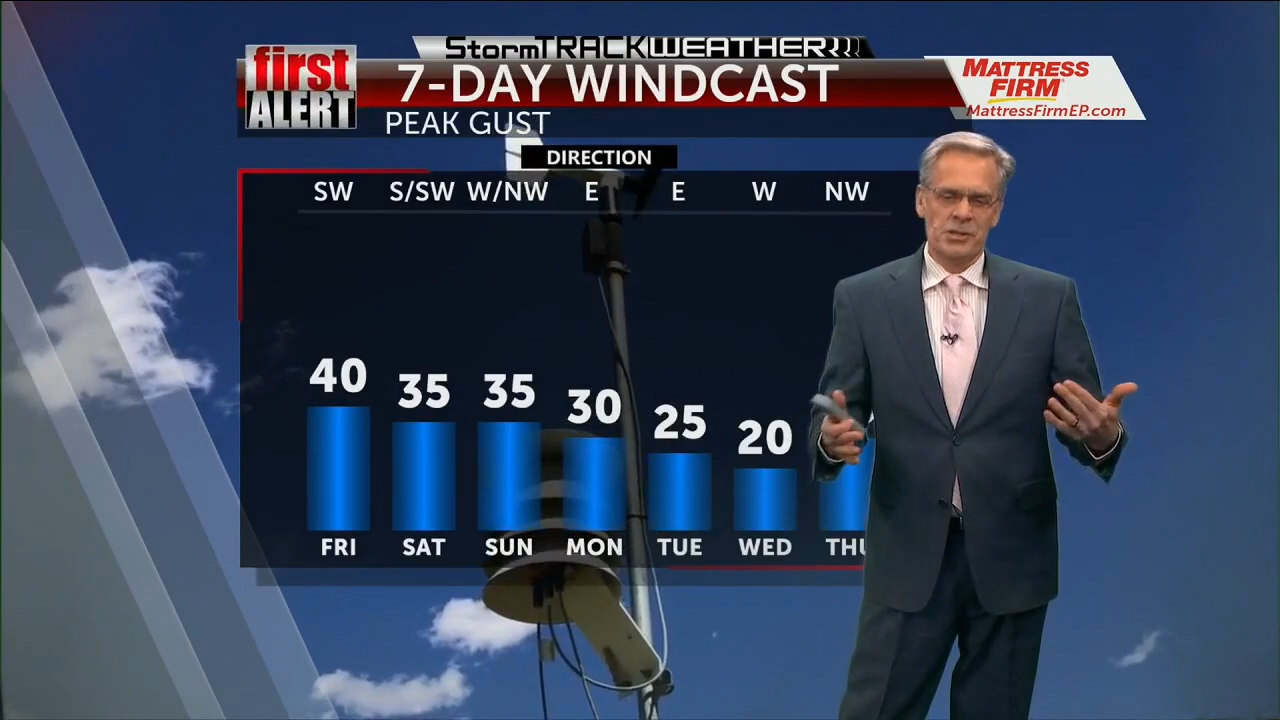 StormTRACKWEATHER
first
ALERT
7-DAY WINDCAST
PEAK GUST
MATTRESS
FIRM
MattressFirmEP.com
DIRECTION
SW S/SW W/NW E E W NW
40 35 35 30 25 20
FRI SAT SUN MON TUE WED THU